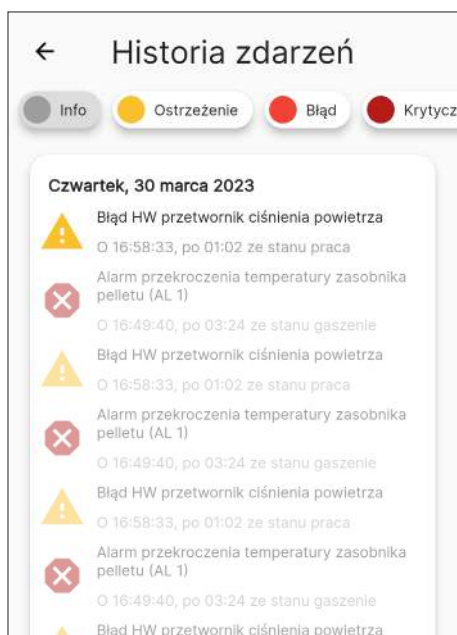 Historia zdarzeń
Info Ostrzeżenie Błąd Krytycz
Czwartek, 30 marca 2023
Błąd HW przetwornik ciśnienia powietrza
O 16:58:33, po 01:02 ze stanu praca
Alarm przekroczenia temperatury zasobnika
pelletu (AL 1)
O 16:49:40, po 03:24 ze stanu gaszenie
Błąd HW przetwornik ciśnienia powietrza
O 16:58:33, po 01:02 ze stanu praca
Alarm przekroczenia temperatury zasobnika
pelletu (AL 1)
O 16:49:40, po 03:24 ze stanu gaszenie
Błąd HW przetwornik ciśnienia powietrza
O 16:58:33, po 01:02 ze stanu praca
Alarm przekroczenia temperatury zasobnika
pelletu (AL 1)
O 16:49:40, po 03:24 ze stanu gaszenie
Błąd HW przetwornik ciśnienia powietrza